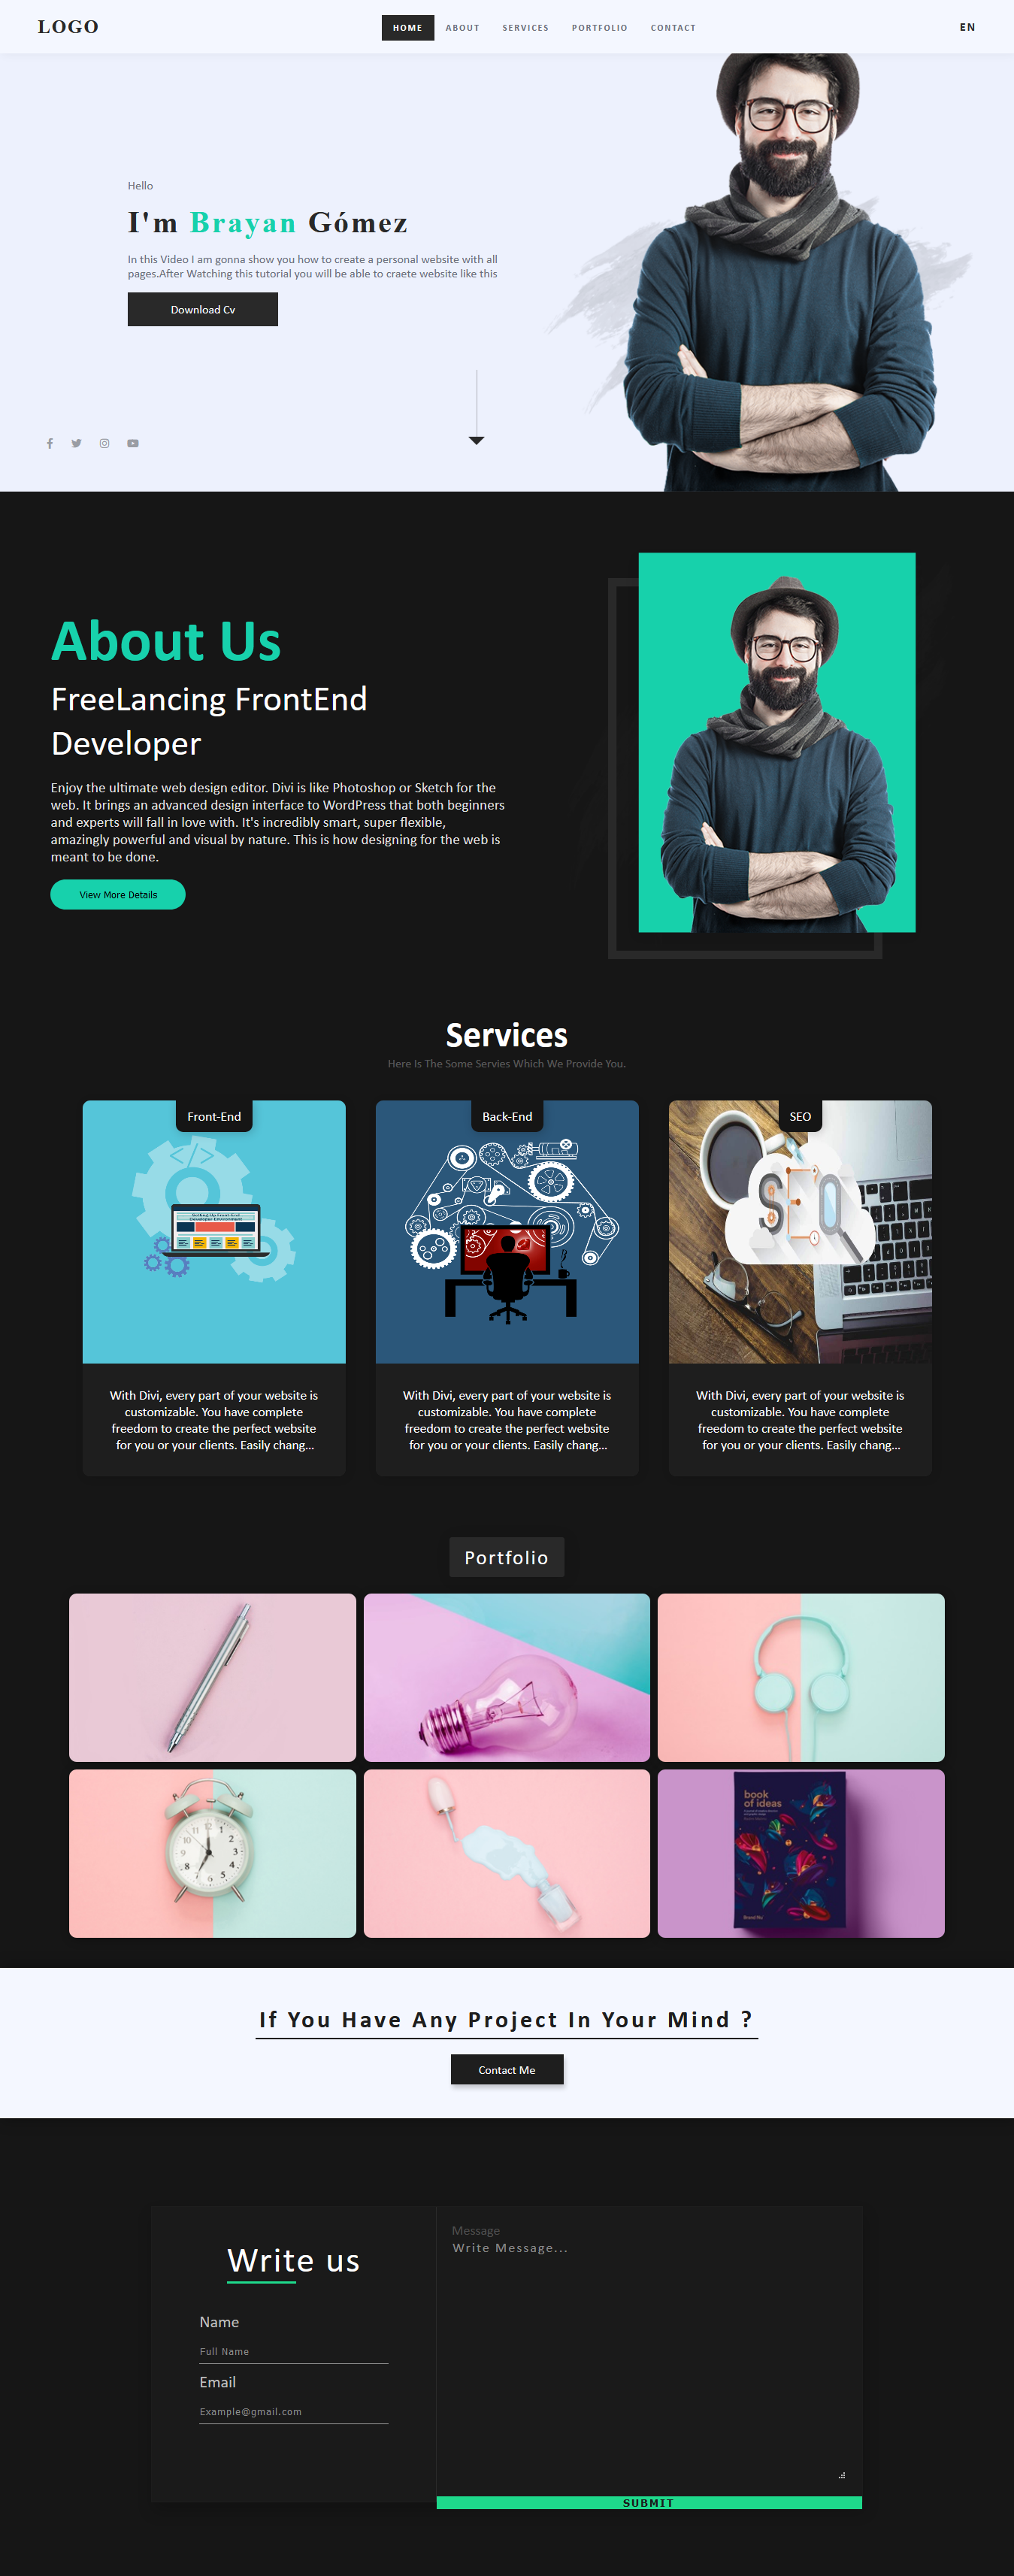 LOGO
HOME
ABOUT
SERVICES
PORTFOLIO
CONTACT
EN
Hello
I'm Brayan Gómez
In this Video I am gonna show you how to create a personal website with all
pages.After Watching this tutorial you will be able to craete website like this
Download Cv
About Us
FreeLancing FrontEnd
Developer
Enjoy the ultimate web design editor. Divi is like Photoshop or Sketch for the
web. It brings an advanced design interface to WordPress that both beginners
and experts will fall in love with. It's incredibly smart, super flexible,
amazingly powerful and visual by nature. This is how designing for the web is
meant to be done.
View More Details
Services
Here Is The Some Servies Which We Provide You.
Front-End
</>
Back-End
SEO
SEO
With Divi, every part of your website is
customizable. You have complete
freedom to create the perfect website
for you or your clients. Easily chang...
With Divi, every part of your website is
customizable. You have complete
freedom to create the perfect website
for you or your clients. Easily chang...
With Divi, every part of your website is
customizable. You have complete
freedom to create the perfect website
for you or your clients. Easily chang...
Portfolio
book
of ideas
If You Have Any Project In Your Mind ?
Contact Me
Write us
Name
Full Name
Email
Example@gmail.com
Message
Write Message...
SUBMIT